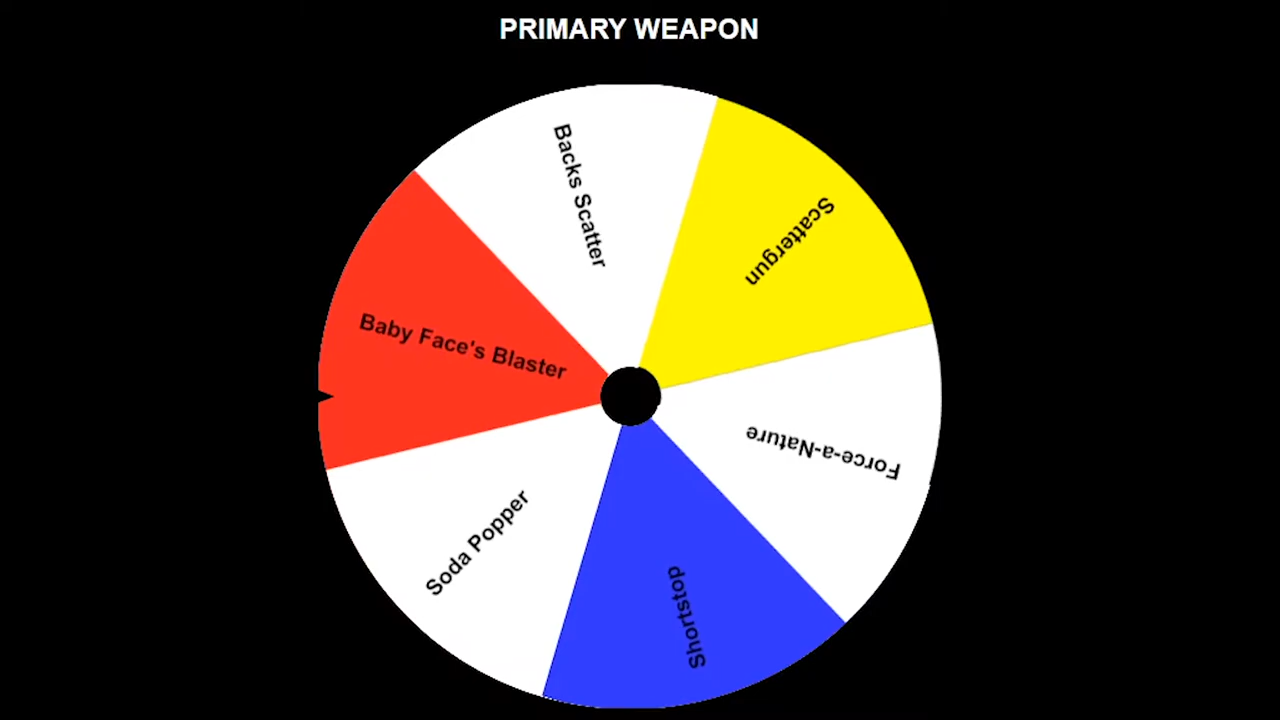 PRIMARY WEAPON
Backs Scatter
Scattergun
Baby Face's Blaster
Force-a-Nature
Soda Popper
Shortstop